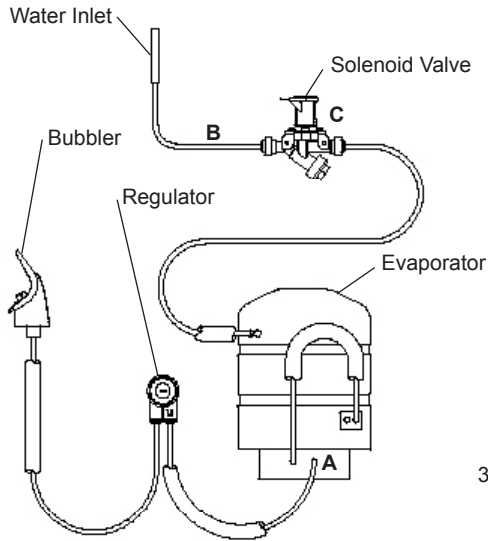 Water Inlet
Solenoid Valve
C
B
Bubbler
Regulator
Evaporator
A
3